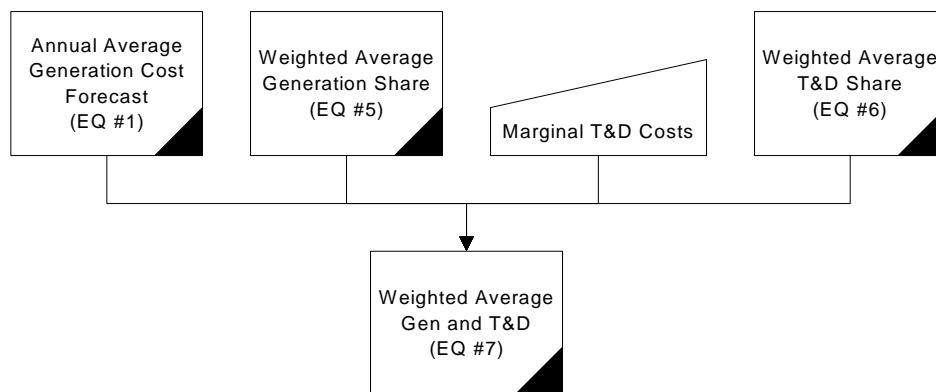 Annual Average
Generation Cost
Forecast
(EQ #1)
Weighted Average
Generation Share
(EQ #5)
Marginal T&D Costs
Weighted Average
T&D Share
(EQ #6)
Weighted Average
Gen and T&D
(EQ #7)